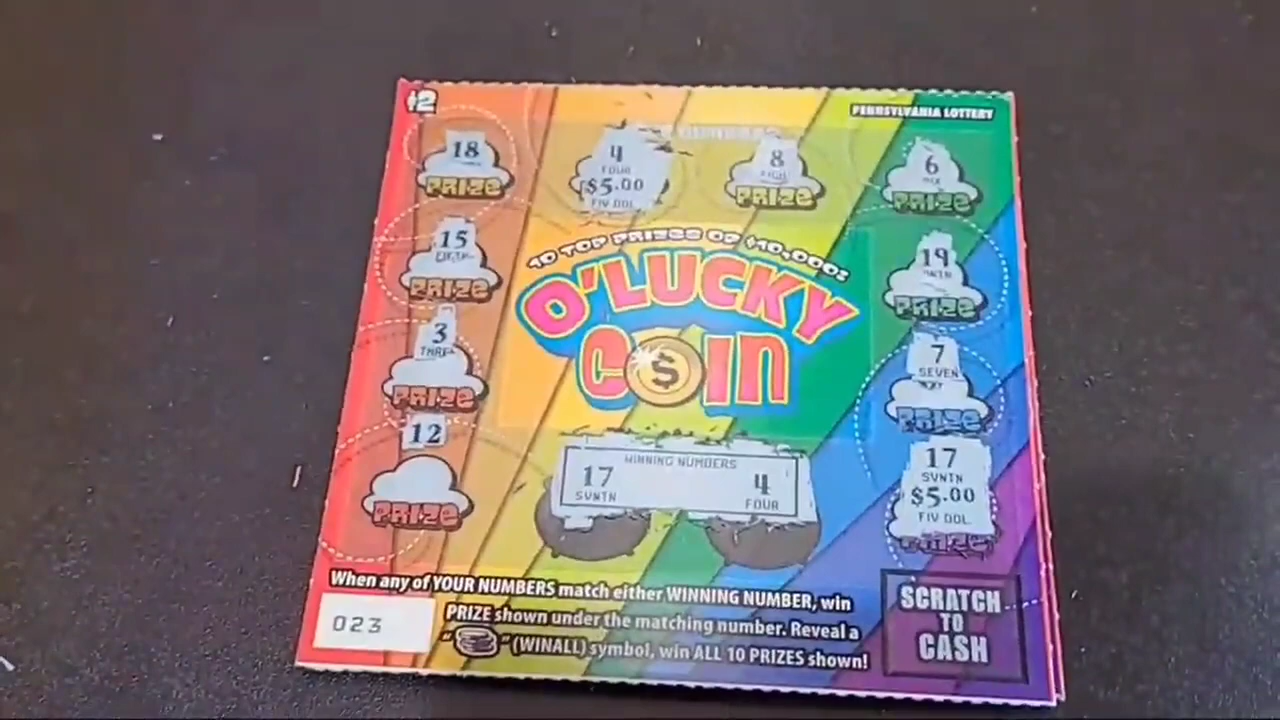 $2
PENNSYLVANIA LOTTERY
18
PRIZE
4
FOUR
$5.00
FIV DOL
8
PRIZE
6
SIX
PRIZE
10 TOP PRIZES OF $10,000!
O'LUCKY
COIN
15
PRIZE
19
PRIZE
3
THRE
PRIZE
7
SEVEN
PRIZE
12
PRIZE
WINNING NUMBERS
17
SVNTN
4
FOUR
17
SVNTN
$5.00
FIV DOL
PRIZE
When any of YOUR NUMBERS match either WINNING NUMBER, win
PRIZE shown under the matching number. Reveal a
" " (WINALL) symbol, win ALL 10 PRIZES shown!
023
SCRATCH
TO
CASH